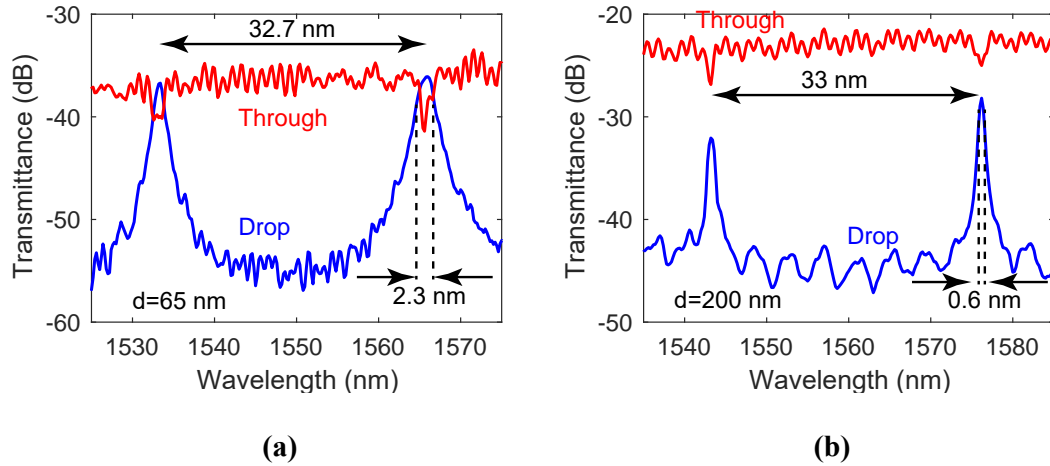 -30
-40
-50
-60
Transmittance (dB)
32.7 nm
Through
Drop
d=65 nm
2.3 nm
1530 1540 1550 1560 1570
Wavelength (nm)
(a)
-20
-30
-40
-50
Transmittance (dB)
Through
33 nm
Drop
d=200 nm
0.6 nm
1540 1550 1560 1570 1580
Wavelength (nm)
(b)